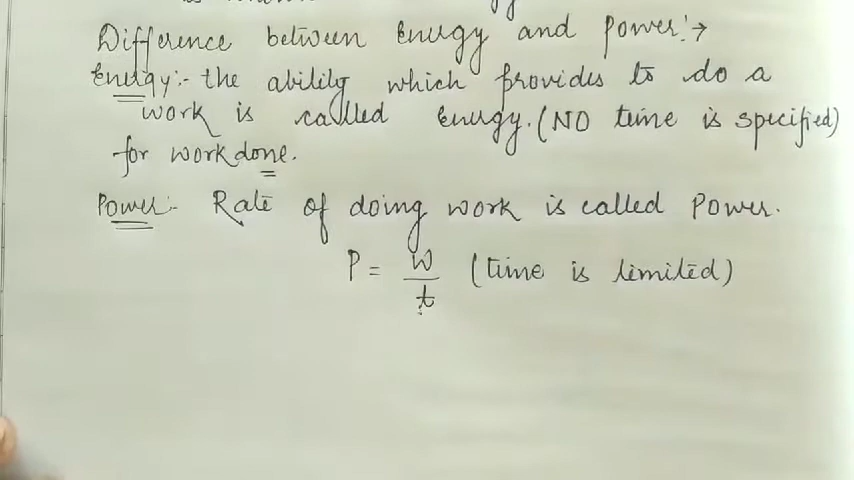 Difference between Energy and Power:→
Energy:- the ability which provides to do a
work is called Energy. (NO time is specified)
for work done.
Power:- Rate of doing work is called Power.
P = W/t (time is limited)